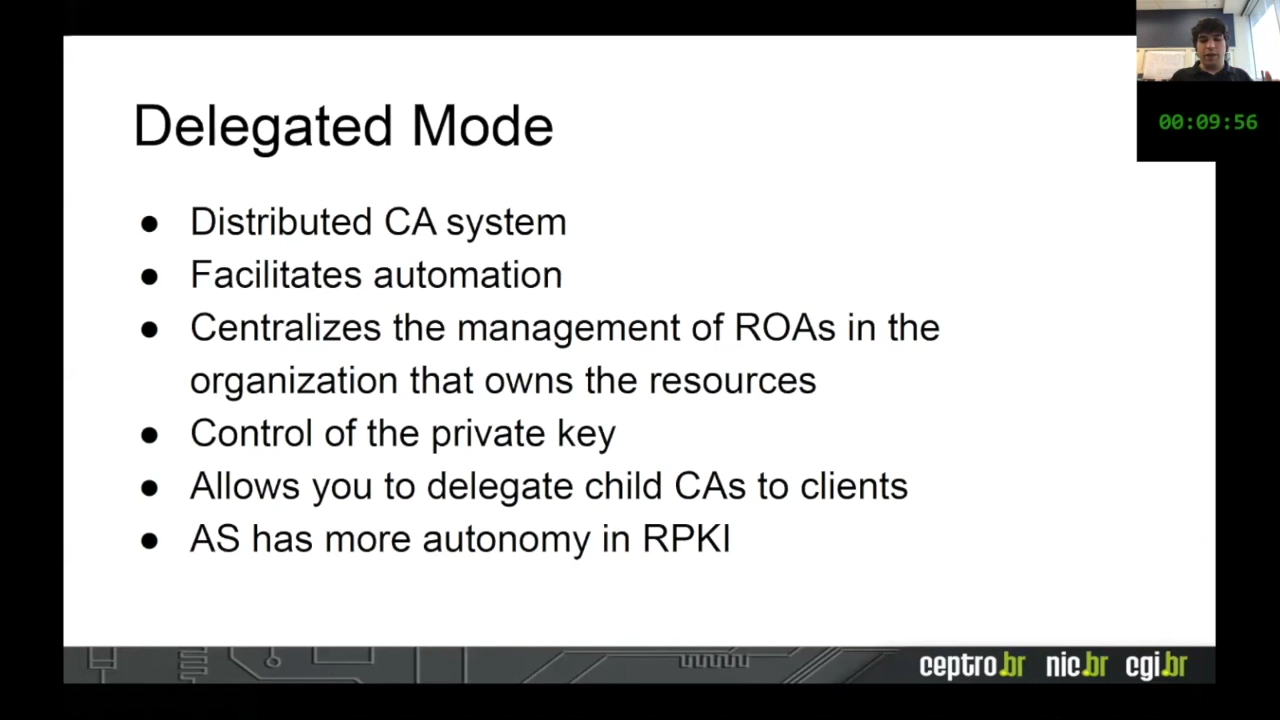 Delegated Mode
00:09:56
● Distributed CA system
● Facilitates automation
● Centralizes the management of ROAs in the
organization that owns the resources
● Control of the private key
● Allows you to delegate child CAs to clients
● AS has more autonomy in RPKI
ceptro.br nic.br cgi.br